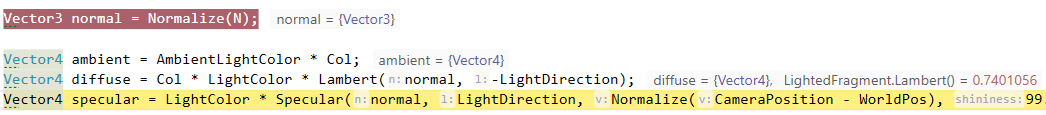 Vector3 normal = Normalize(N);   normal = {Vector3}
Vector4 ambient = AmbientLightColor * Col;   ambient = {Vector4}
Vector4 diffuse = Col * LightColor * Lambert( n: normal, l: -LightDirection);   diffuse = {Vector4},   LightedFragment.Lambert() = 0.7401056
Vector4 specular = LightColor * Specular( n: normal, l: LightDirection, v: Normalize( v: CameraPosition - WorldPos), shininess: 99.